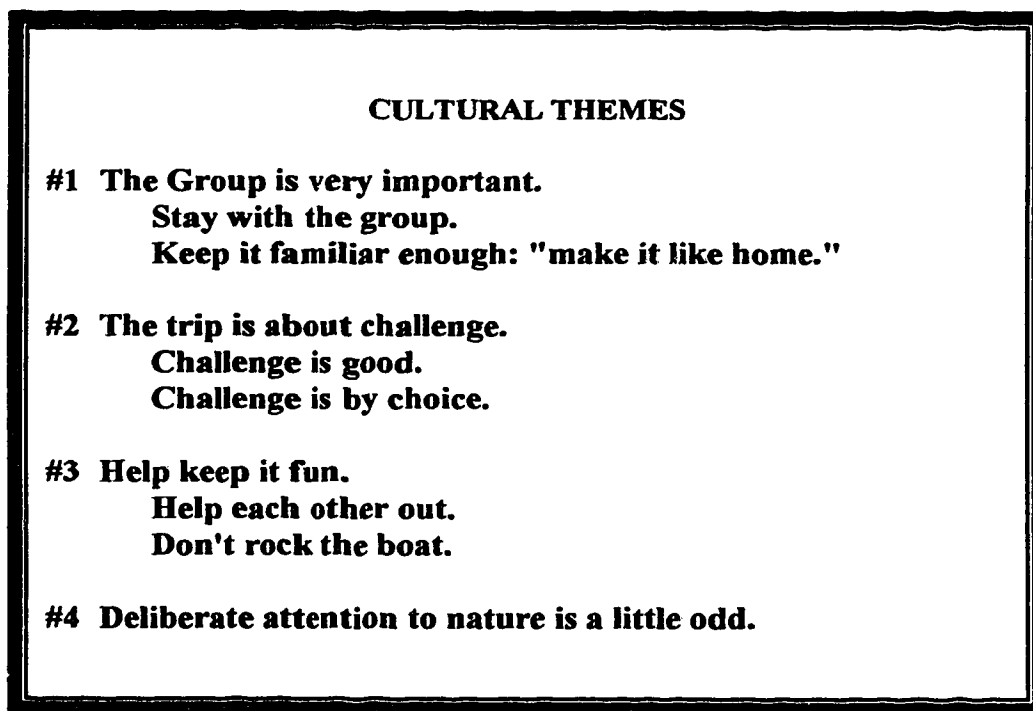 CULTURAL THEMES
#1 The Group is very important.
Stay with the group.
Keep it familiar enough: "make it like home."
#2 The trip is about challenge.
Challenge is good.
Challenge is by choice.
#3 Help keep it fun.
Help each other out.
Don't rock the boat.
#4 Deliberate attention to nature is a little odd.